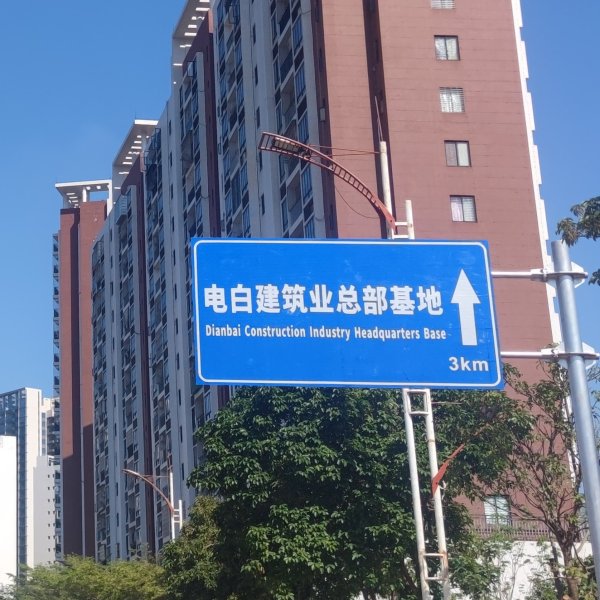 电白建筑业总部基地
Dianbai Construction Industry Headquarters Base
3km